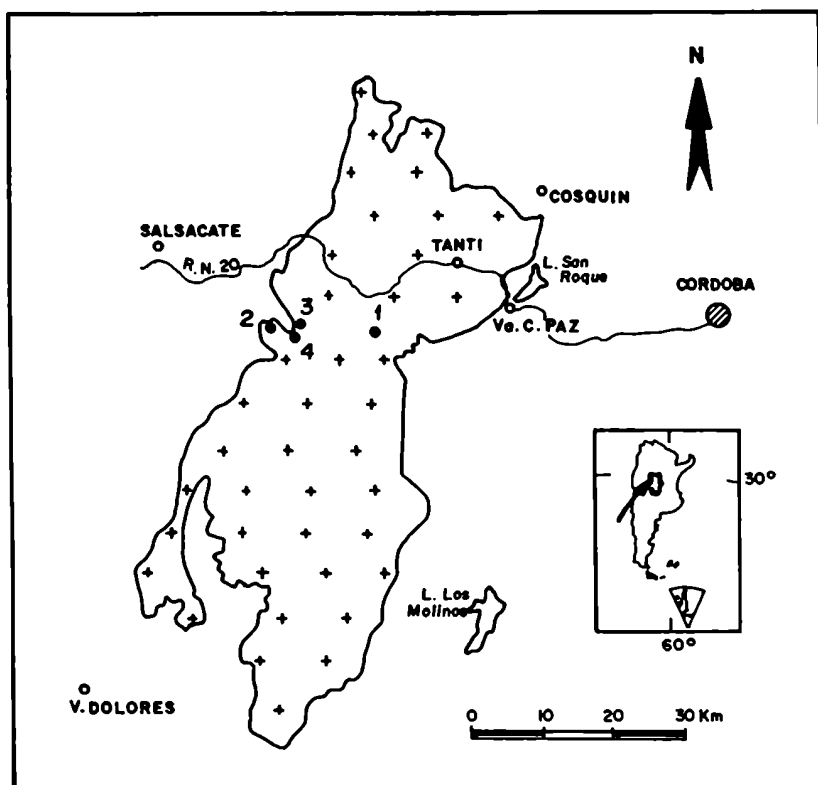 N
COSQUIN
SALSACATE
R.N. 20
TANTI
L. San
Roque
CORDOBA
Va. C. PAZ
2
3
1
4
30°
60°
L. Los
Molinos
V. DOLORES
0 10 20 30 Km